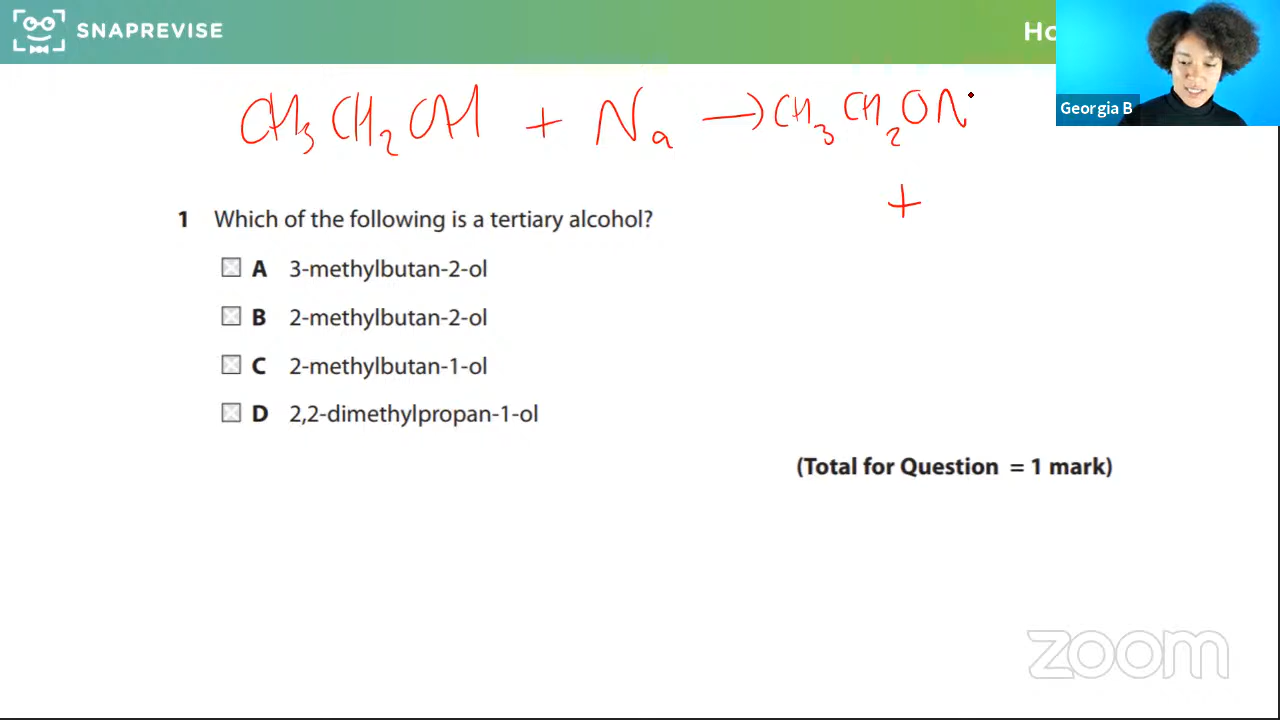 SNAPREVISE
Ho
Georgia B
CH3CH2OH + Na → CH3CH2ON
+
1 Which of the following is a tertiary alcohol?
A 3-methylbutan-2-ol
B 2-methylbutan-2-ol
C 2-methylbutan-1-ol
D 2,2-dimethylpropan-1-ol
(Total for Question = 1 mark)
zoom